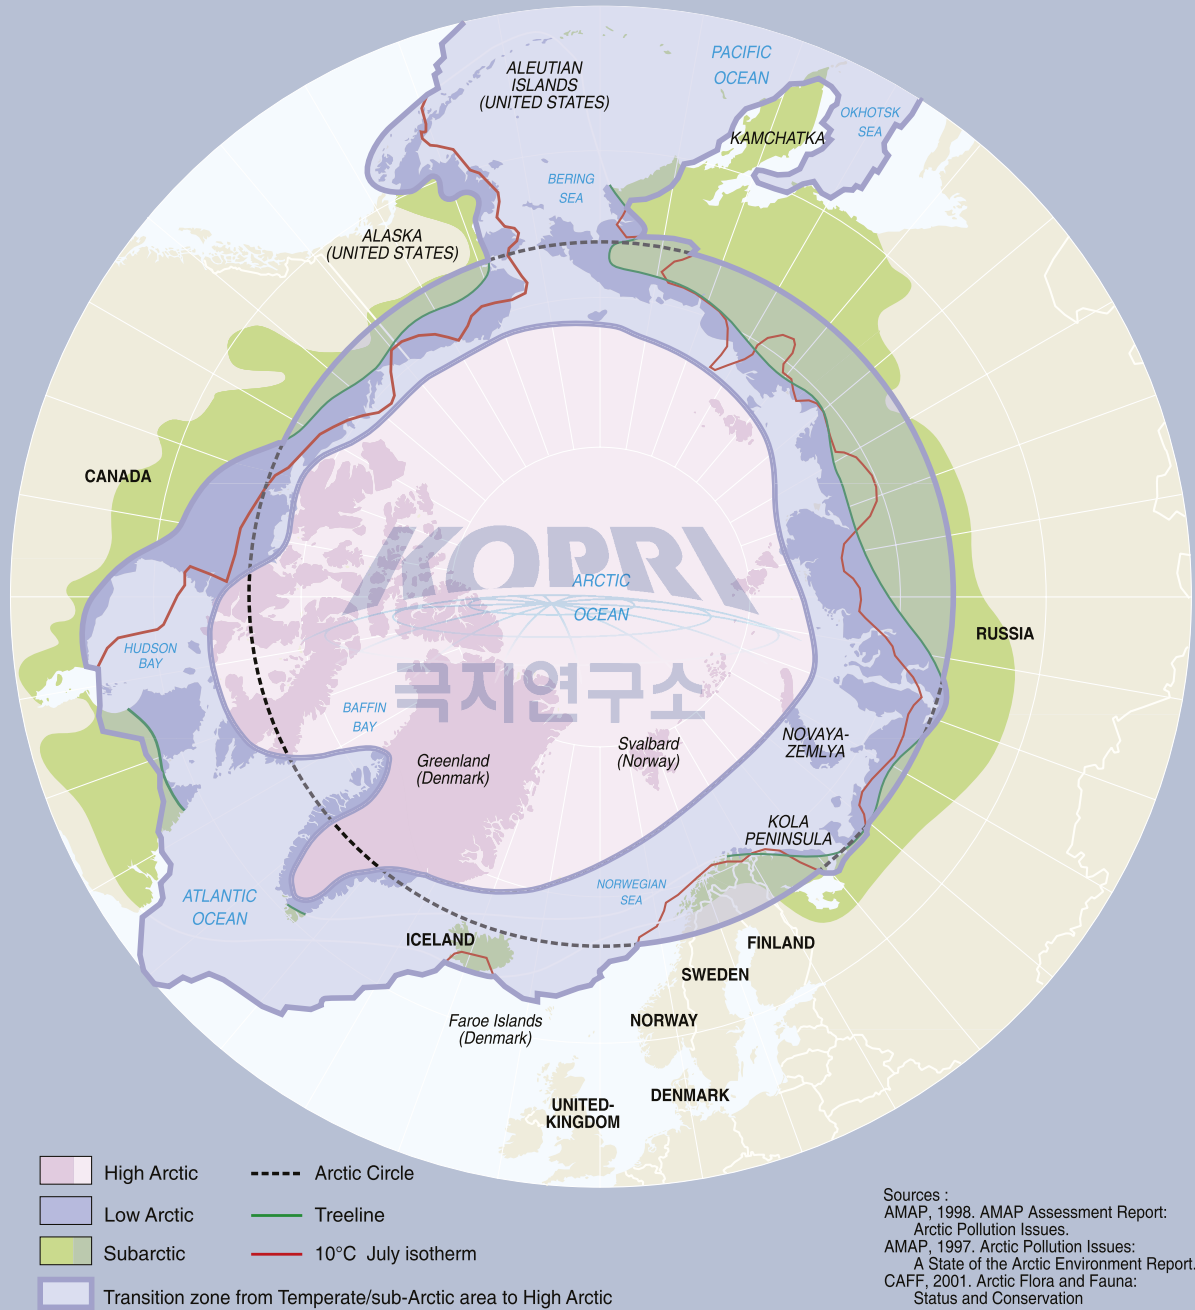 PACIFIC
OCEAN
ALEUTIAN
ISLANDS
(UNITED STATES)
OKHOTSK
SEA
KAMCHATKA
BERING
SEA
ALASKA
(UNITED STATES)
CANADA
KOPRI
ARCTIC
OCEAN
RUSSIA
HUDSON
BAY
극지연구소
BAFFIN
BAY
Greenland
(Denmark)
Svalbard
(Norway)
NOVAYA-
ZEMLYA
KOLA
PENINSULA
ATLANTIC
OCEAN
NORWEGIAN
SEA
ICELAND
FINLAND
SWEDEN
Faroe Islands
(Denmark)
NORWAY
DENMARK
UNITED-
KINGDOM
High Arctic
Low Arctic
Subarctic
Transition zone from Temperate/sub-Arctic area to High Arctic
Arctic Circle
Treeline
10°C July isotherm
Sources :
AMAP, 1998. AMAP Assessment Report:
Arctic Pollution Issues.
AMAP, 1997. Arctic Pollution Issues:
A State of the Arctic Environment Report.
CAFF, 2001. Arctic Flora and Fauna:
Status and Conservation